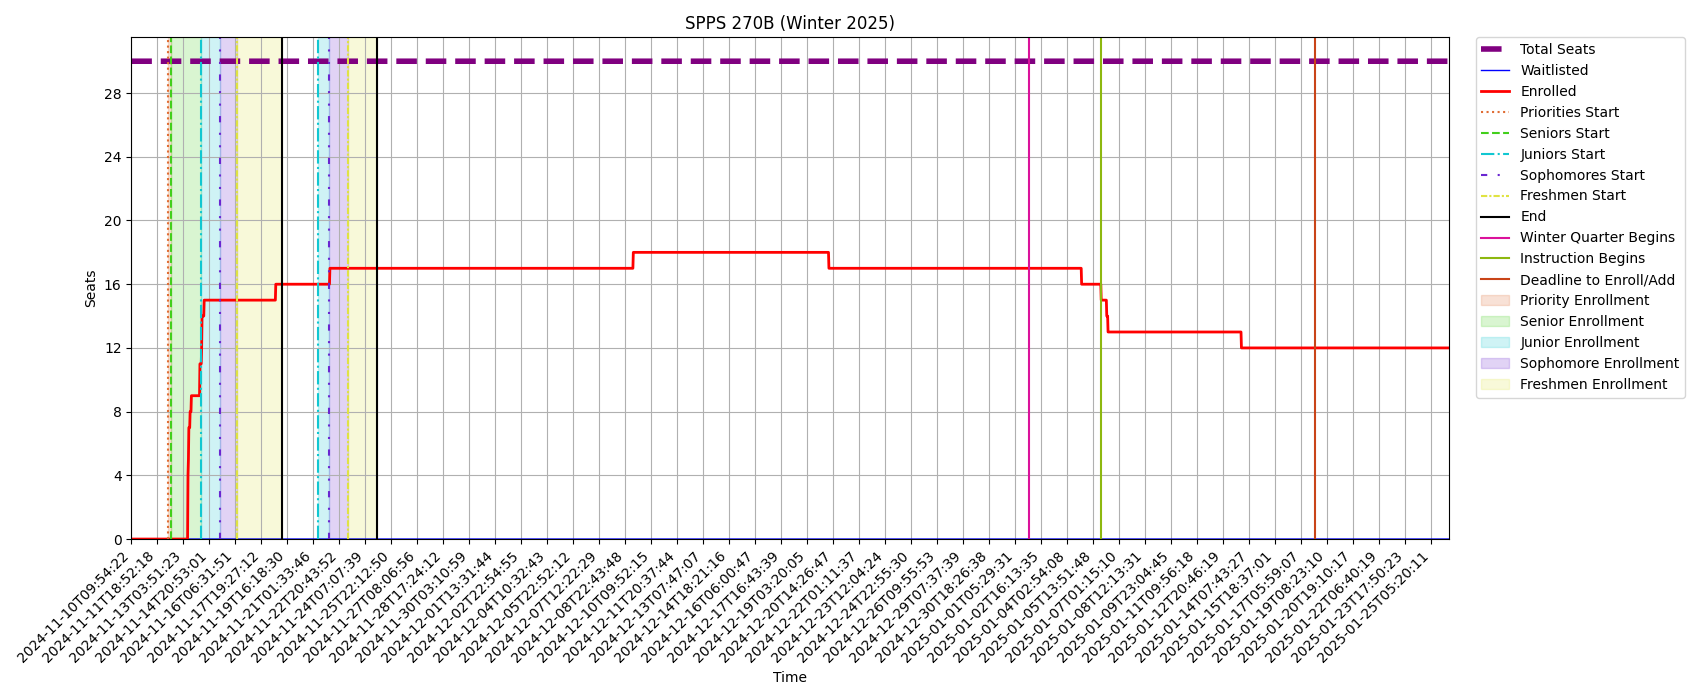 SPPS 270B (Winter 2025)
Seats
28
24
20
16
12
8
4
0
2024-11-10T09:54:22
2024-11-11T18:52:18
2024-11-13T03:51:23
2024-11-14T20:53:01
2024-11-16T06:31:51
2024-11-17T19:27:12
2024-11-19T16:18:30
2024-11-21T01:33:46
2024-11-22T20:43:52
2024-11-24T07:07:39
2024-11-25T22:12:50
2024-11-27T08:06:56
2024-11-28T17:24:12
2024-11-30T03:10:59
2024-12-01T13:31:44
2024-12-02T22:54:55
2024-12-04T10:32:43
2024-12-05T22:52:12
2024-12-07T12:22:29
2024-12-08T22:43:48
2024-12-10T09:52:15
2024-12-11T20:37:44
2024-12-13T07:47:07
2024-12-14T18:21:16
2024-12-16T06:00:47
2024-12-17T16:43:39
2024-12-19T03:20:05
2024-12-20T14:26:47
2024-12-22T01:11:37
2024-12-23T12:04:24
2024-12-24T22:55:30
2024-12-26T09:55:53
2024-12-29T07:37:39
2024-12-30T18:26:38
2025-01-01T05:29:31
2025-01-02T16:13:35
2025-01-04T02:54:08
2025-01-05T13:51:48
2025-01-07T01:15:10
2025-01-08T12:13:31
2025-01-09T23:04:45
2025-01-11T09:56:18
2025-01-12T20:46:19
2025-01-14T07:43:27
2025-01-15T18:37:01
2025-01-17T05:59:07
2025-01-19T08:23:10
2025-01-20T19:10:17
2025-01-22T06:40:19
2025-01-23T17:50:23
2025-01-25T05:20:11
Time
Total Seats
Waitlisted
Enrolled
Priorities Start
Seniors Start
Juniors Start
Sophomores Start
Freshmen Start
End
Winter Quarter Begins
Instruction Begins
Deadline to Enroll/Add
Priority Enrollment
Senior Enrollment
Junior Enrollment
Sophomore Enrollment
Freshmen Enrollment